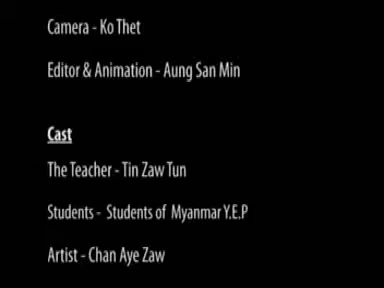 Camera - Ko Thet
Editor & Animation - Aung San Min
Cast
The Teacher - Tin Zaw Tun
Students -  Students of  Myanmar Y.E.P
Artist - Chan Aye Zaw